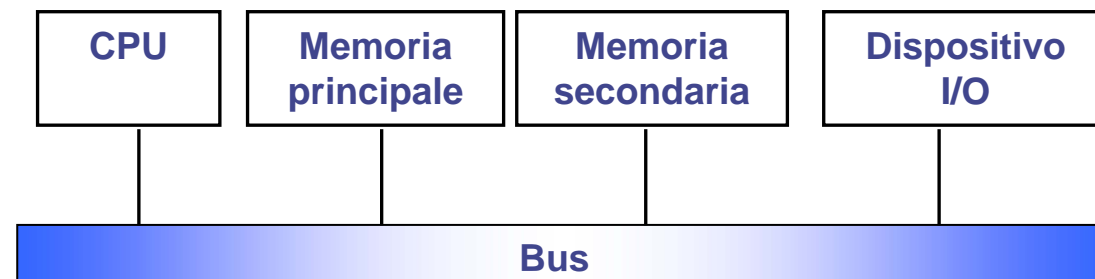 CPU
Memoria
principale
Memoria
secondaria
Dispositivo
I/O
Bus